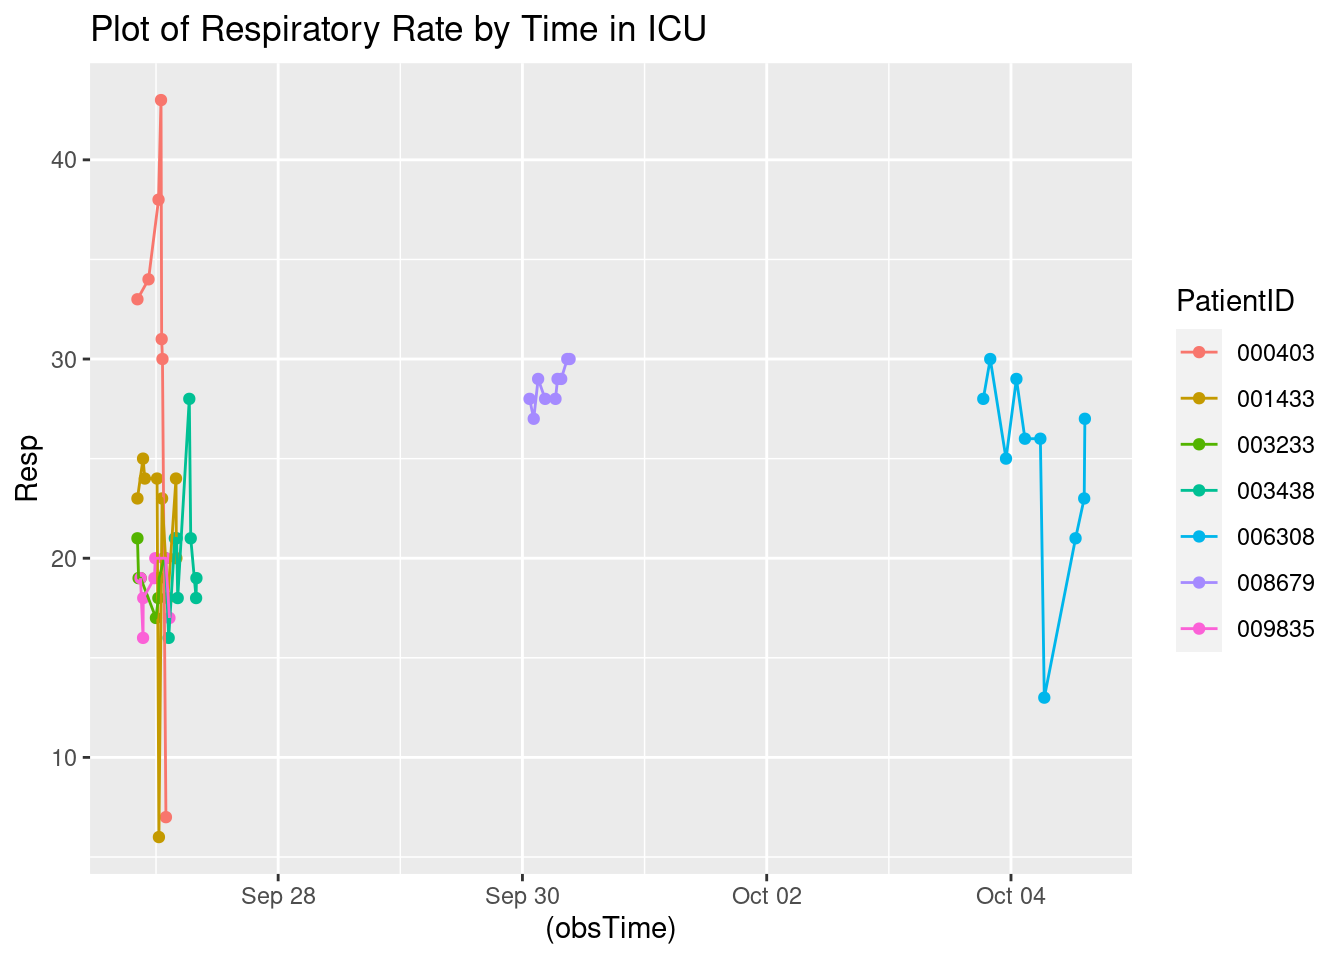 Plot of Respiratory Rate by Time in ICU
40
30
20
10
Resp
Sep 28
Sep 30
Oct 02
Oct 04
(obsTime)
PatientID
000403
001433
003233
003438
006308
008679
009835